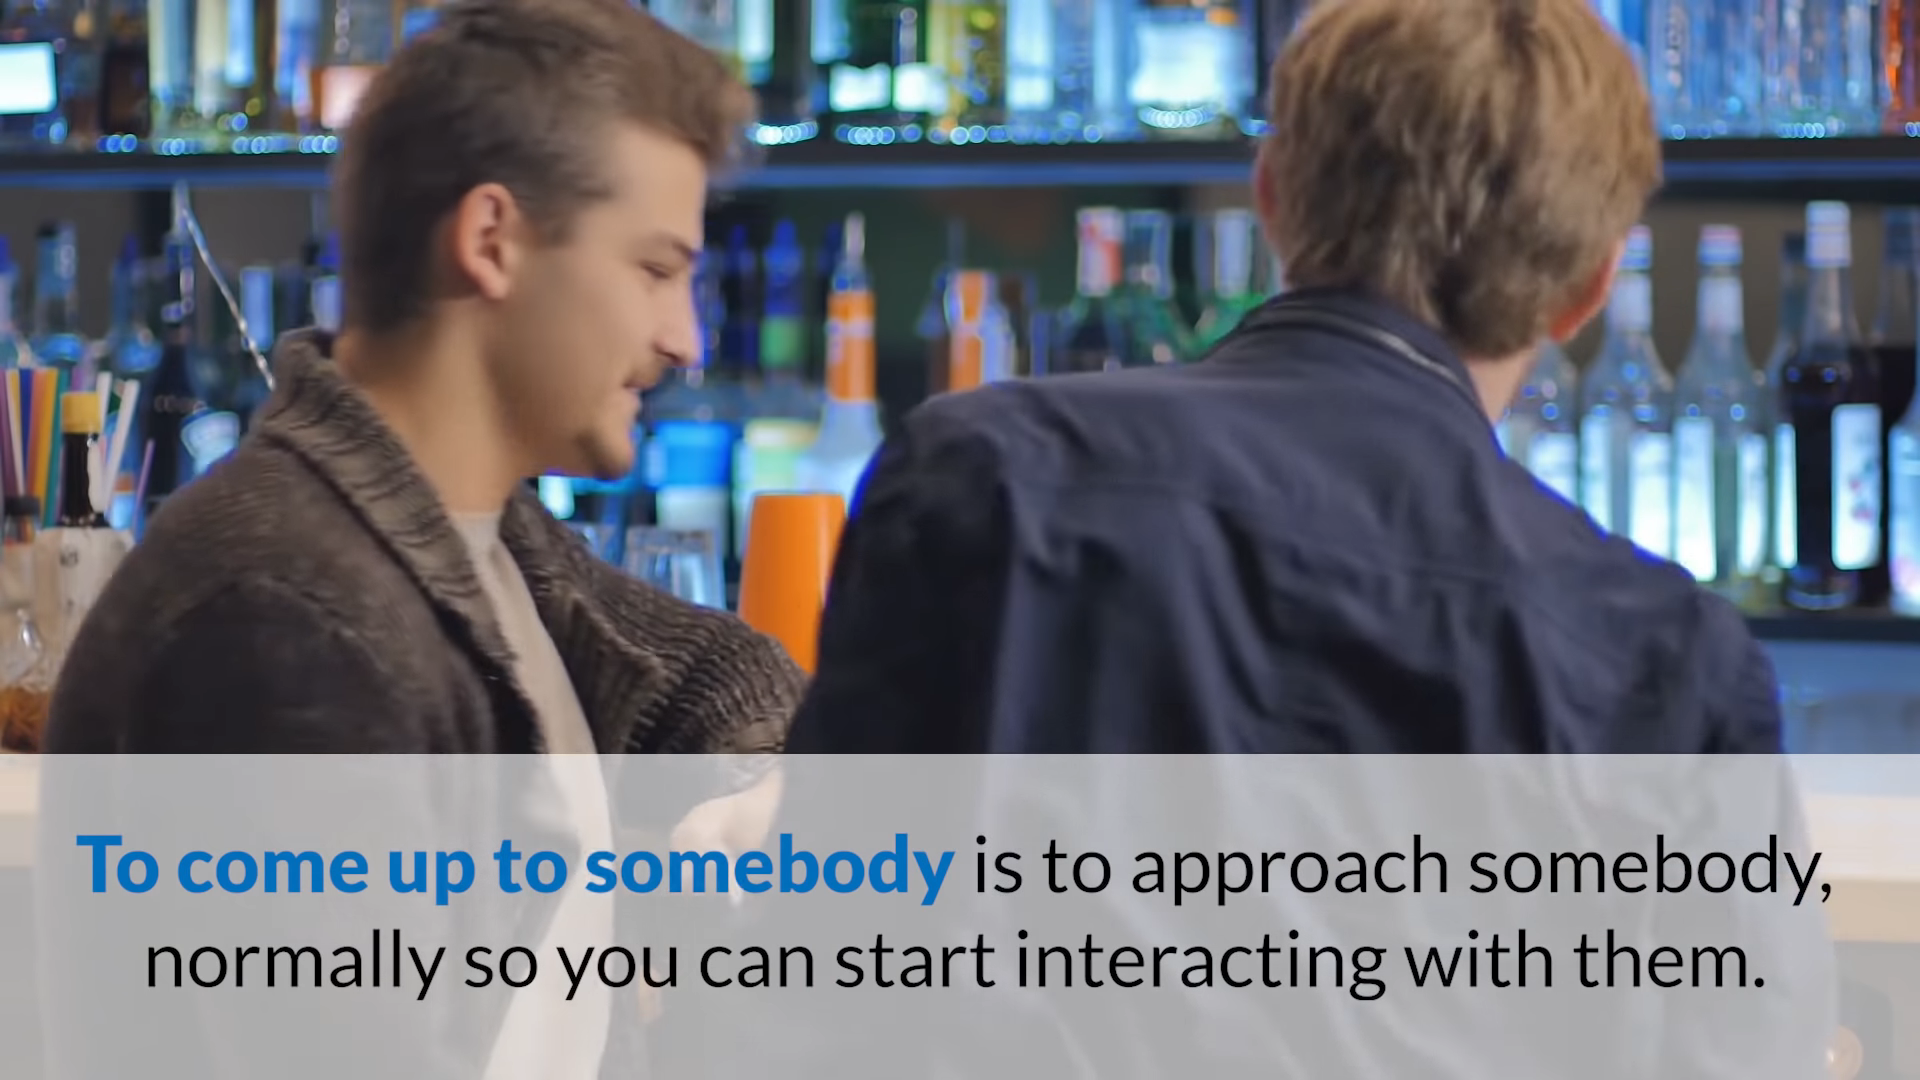 To come up to somebody is to approach somebody,
normally so you can start interacting with them.